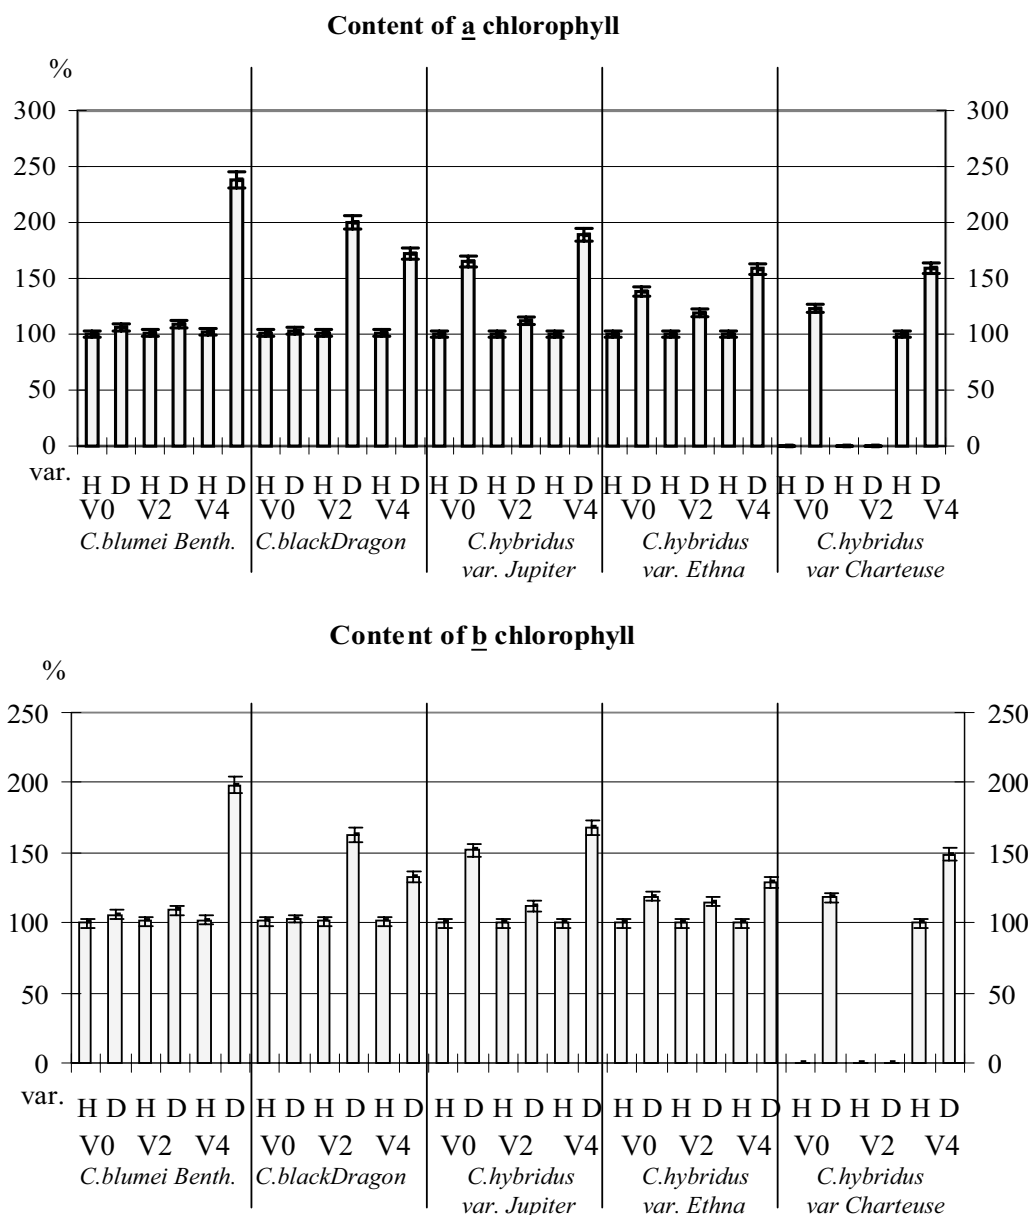 Content of a chlorophyll
%
300 300
250 250
200 200
150 150
100 100
50 50
0 0
var. H D H D H D H D H D H D H D H D H D H D H D H D H D H D H D
V0 V2 V4 V0 V2 V4 V0 V2 V4 V0 V2 V4 V0 V2 V4
C.blumei Benth. C.blackDragon C.hybridus C.hybridus C.hybridus
var. Jupiter var. Ethna var Charteuse
Content of b chlorophyll
%
250 250
200 200
150 150
100 100
50 50
0 0
var. H D H D H D H D H D H D H D H D H D H D H D H D H D H D H D
V0 V2 V4 V0 V2 V4 V0 V2 V4 V0 V2 V4 V0 V2 V4
C.blumei Benth. C.blackDragon C.hybridus C.hybridus C.hybridus
var. Jupiter var. Ethna var Charteuse